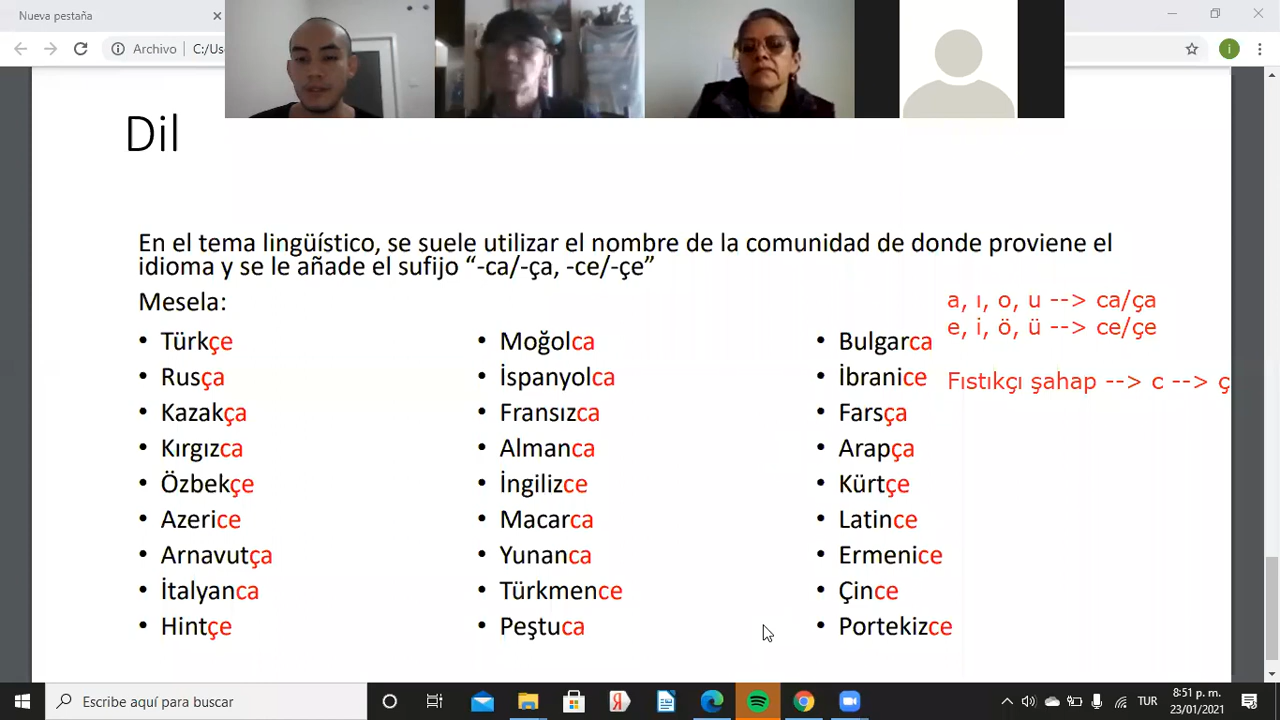 Nueva pestaña
Archivo C:/Us
i
Dil
En el tema lingüístico, se suele utilizar el nombre de la comunidad de donde proviene el
idioma y se le añade el sufijo “-ca/-ça, -ce/-çe”
Mesela:
• Türkçe
• Rusça
• Kazakça
• Kırgızca
• Özbekçe
• Azerice
• Arnavutça
• İtalyanca
• Hintçe
• Moğolca
• İspanyolca
• Fransızca
• Almanca
• İngilizce
• Macarca
• Yunanca
• Türkmence
• Peştuca
• Bulgarca
• İbranice
• Farsça
• Arapça
• Kürtçe
• Latince
• Ermenice
• Çince
• Portekizce
a, ı, o, u --> ca/ça
e, i, ö, ü --> ce/çe
Fıstıkçı şahap --> c --> ç
Escribe aquí para buscar
TUR
8:51 p. m.
23/01/2021